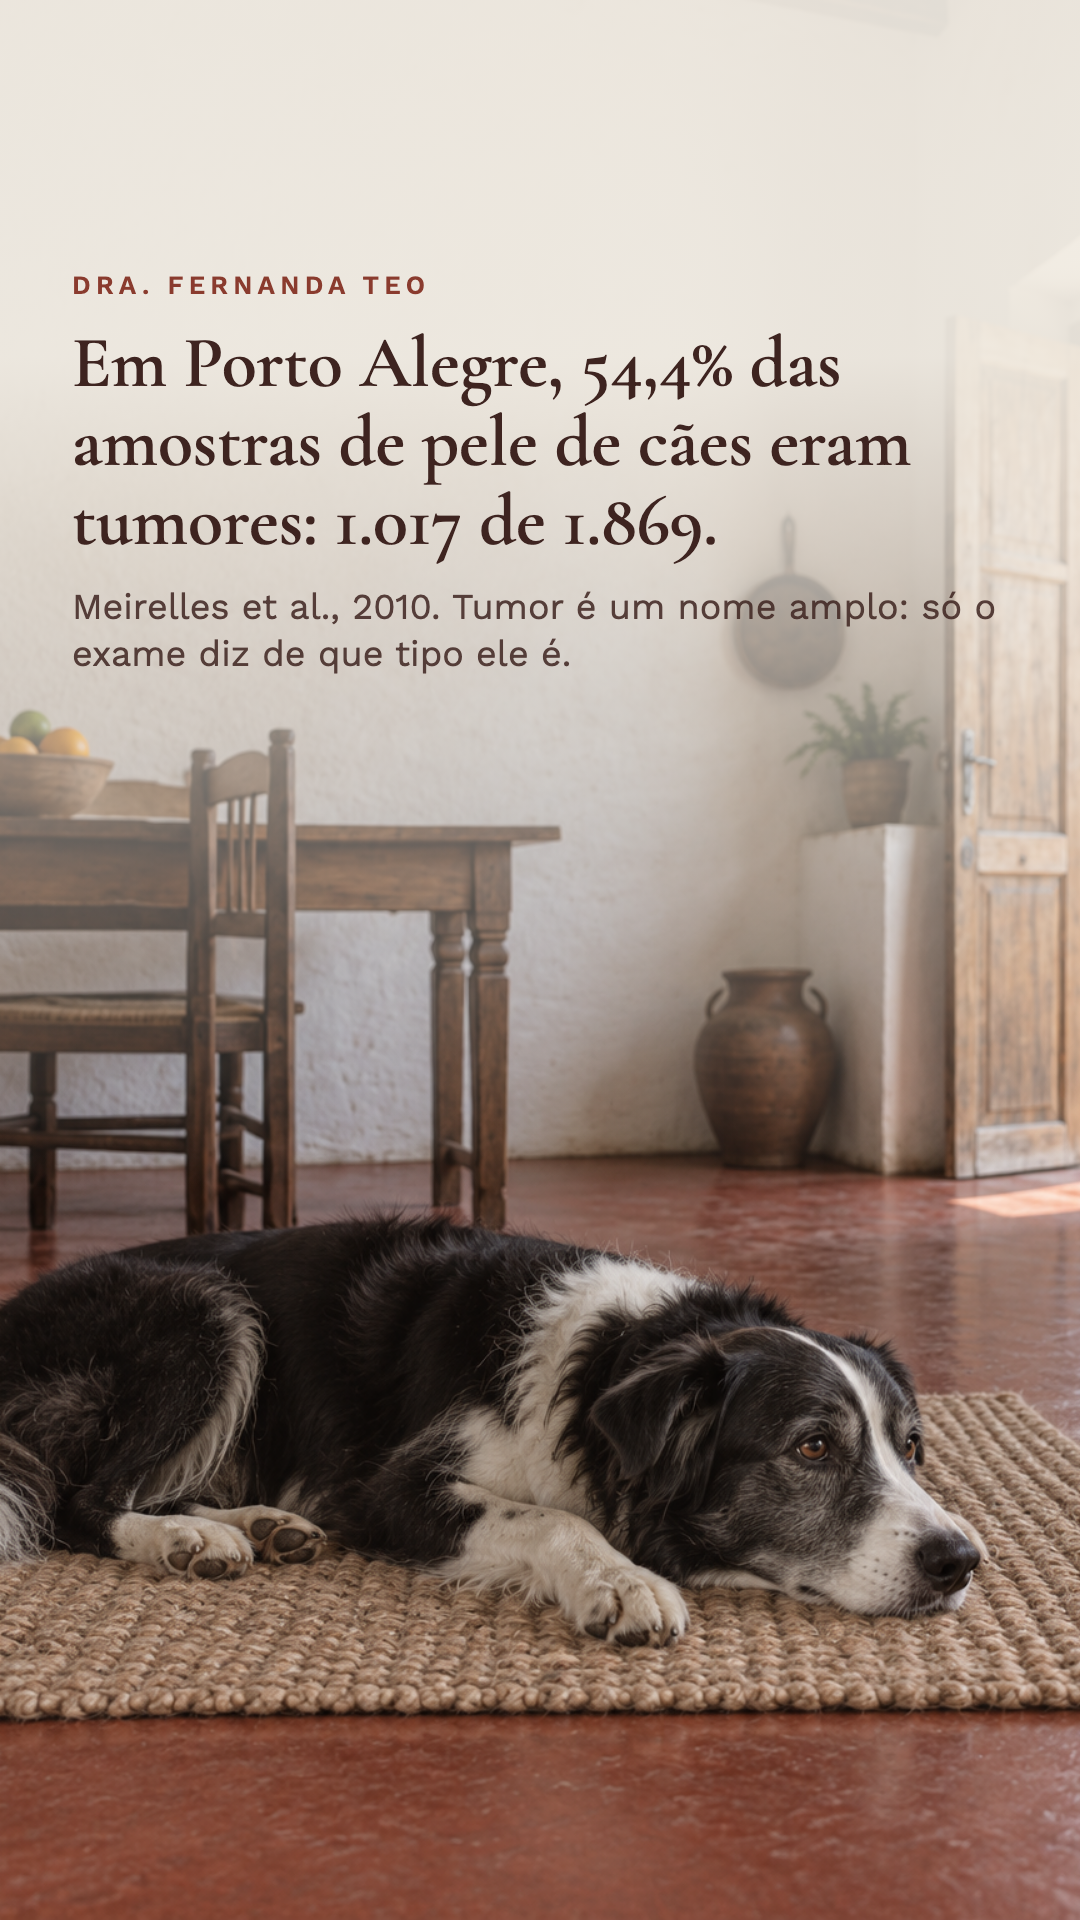 DRA. FERNANDA TEO
Em Porto Alegre, 54,4% das
amostras de pele de cães eram
tumores: 1.017 de 1.869.
Meirelles et al., 2010. Tumor é um nome amplo: só o
exame diz de que tipo ele é.